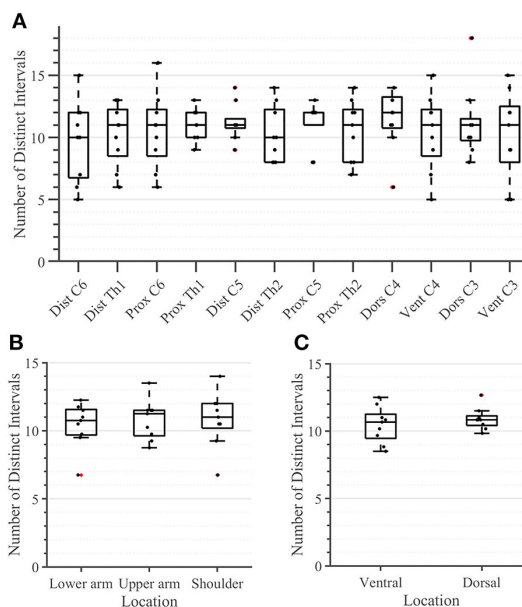 A
Number of Distinct Intervals
15
10
5
0
Dist C6 Dist Th1 Prox C6 Prox Th1 Dist C5 Dist Th2 Prox C5 Prox Th2 Dors C4 Vent C4 Dors C3 Vent C3
B
Number of Distinct Intervals
15
10
5
0
Lower arm Upper arm Shoulder
Location
C
Number of Distinct Intervals
15
10
5
0
Ventral Dorsal
Location